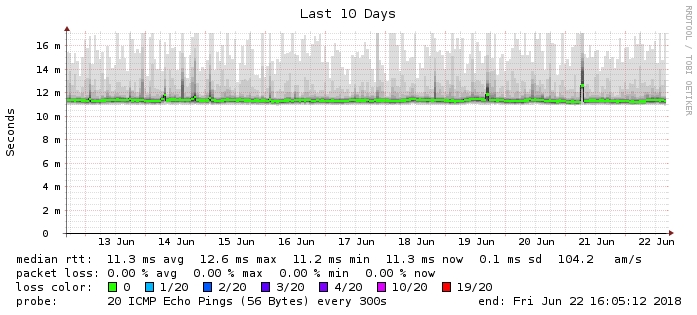 Last 10 Days
RRDTOOL / TOBI OETIKER
Seconds
16 m
14 m
12 m
10 m
8 m
6 m
4 m
2 m
0
13 Jun 14 Jun 15 Jun 16 Jun 17 Jun 18 Jun 19 Jun 20 Jun 21 Jun 22 Jun
median rtt: 11.3 ms avg 12.6 ms max 11.2 ms min 11.3 ms now 0.1 ms sd 104.2 am/s
packet loss: 0.00 % avg 0.00 % max 0.00 % min 0.00 % now
loss color: 0 1/20 2/20 3/20 4/20 10/20 19/20
probe: 20 ICMP Echo Pings (56 Bytes) every 300s end: Fri Jun 22 16:05:12 2018